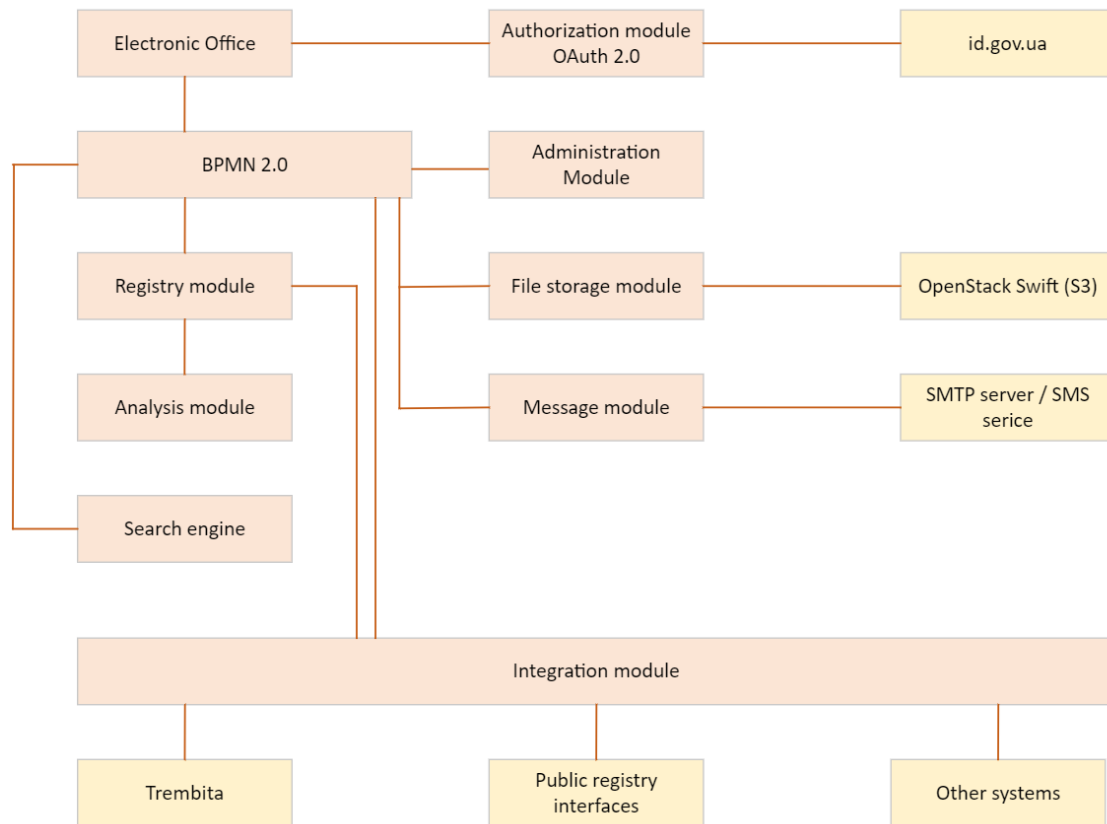 Electronic Office
Authorization module
OAuth 2.0
id.gov.ua
BPMN 2.0
Administration
Module
Registry module
File storage module
OpenStack Swift (S3)
Analysis module
Message module
SMTP server / SMS
serice
Search engine
Integration module
Trembita
Public registry
interfaces
Other systems